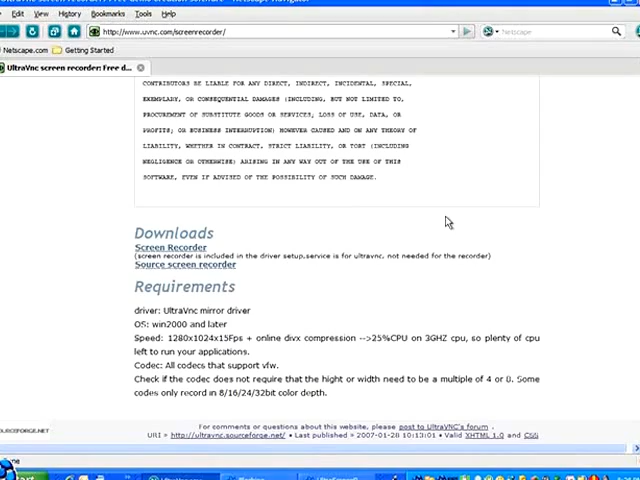 View History Bookmarks Tools Help
http://www.uvnc.com/screenrecorder/
Netscape
Netscape.com Getting Started
UltraVnc screen recorder: Free d...
CONTRIBUTORS BE LIABLE FOR ANY DIRECT, INDIRECT, INCIDENTAL, SPECIAL,
EXEMPLARY, OR CONSEQUENTIAL DAMAGES (INCLUDING, BUT NOT LIMITED TO,
PROCUREMENT OF SUBSTITUTE GOODS OR SERVICES; LOSS OF USE, DATA, OR
PROFITS; OR BUSINESS INTERRUPTION) HOWEVER CAUSED AND ON ANY THEORY OF
LIABILITY, WHETHER IN CONTRACT, STRICT LIABILITY, OR TORT (INCLUDING
NEGLIGENCE OR OTHERWISE) ARISING IN ANY WAY OUT OF THE USE OF THIS
SOFTWARE, EVEN IF ADVISED OF THE POSSIBILITY OF SUCH DAMAGE.
Downloads
Screen Recorder
(screen recorder is included in the driver setup,service is for ultravnc, not needed for the recorder)
Source screen recorder
Requirements
driver: UltraVnc mirror driver
OS: win2000 and later
Speed: 1280x1024x15Fps + online divx compression -->25%CPU on 3GHZ cpu, so plenty of cpu
left to run your applications.
Codec: All codecs that support vfw.
Check if the codec does not require that the hight or width need to be a multiple of 4 or 8. Some
codes only record in 8/16/24/32bit color depth.
For comments or questions about this website, please post to UltraVNC's forum .
SOURCEFORGE.NET
URI » http://ultravnc.sourceforge.net/ • Last published » 2007-01-28 10:13:01 • Valid XHTML 1.0 and CSS